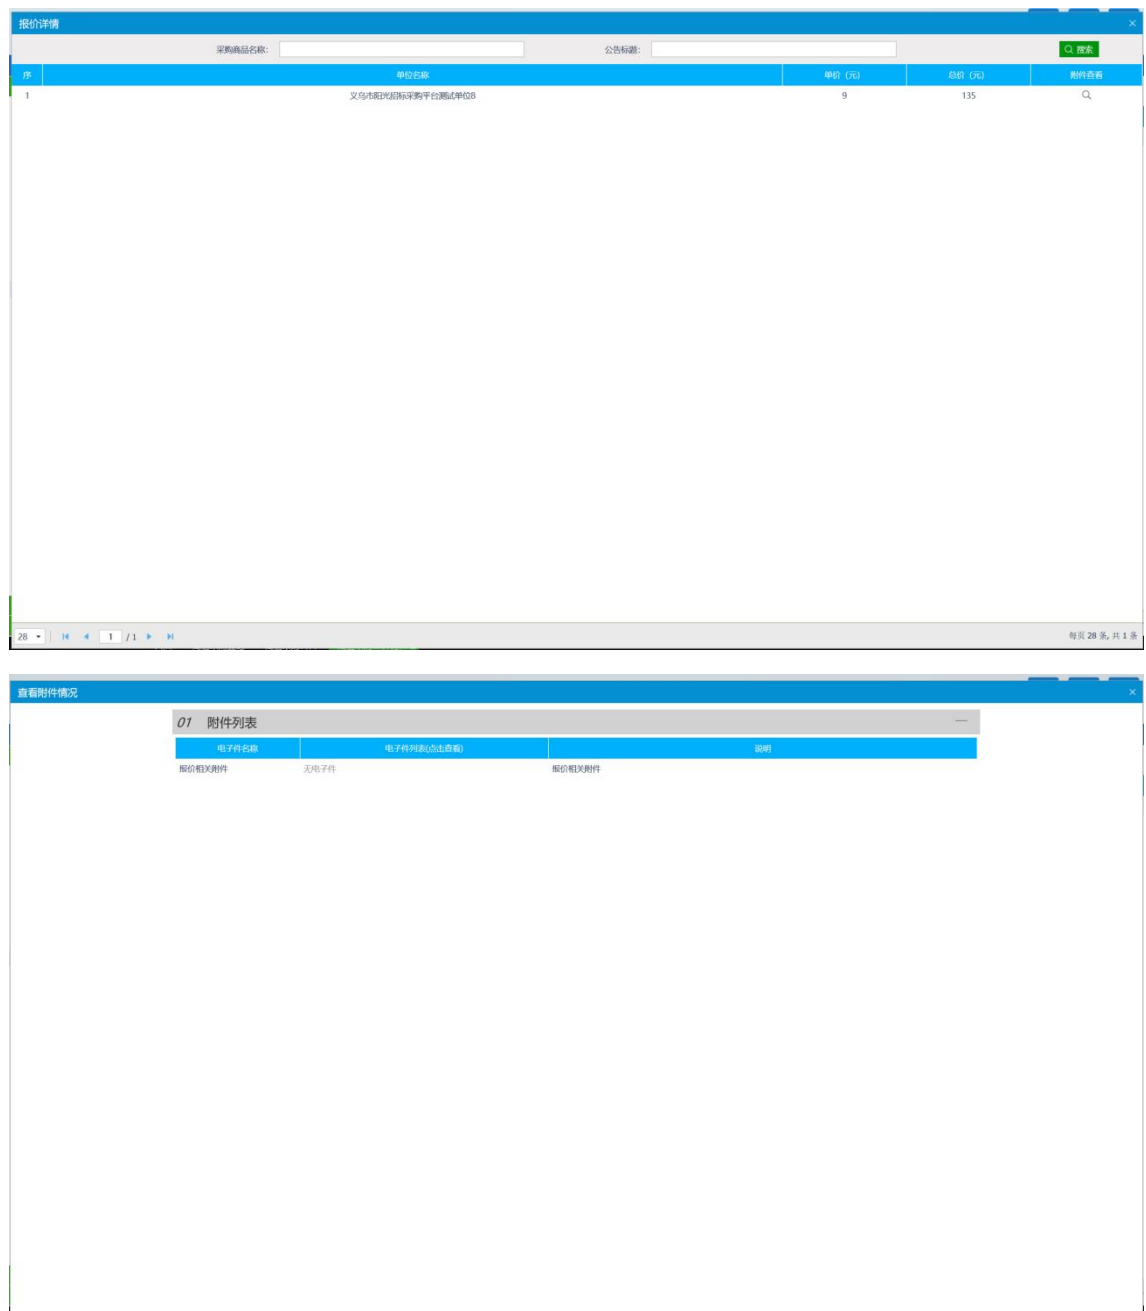 报价详情
采购商品名称: 公告标题: 搜索
序 单位名称 单价（元） 总价（元） 附件查看
1 义乌市阳光招标采购平台测试单位8 9 135
28 1 / 1 每页 28 条, 共 1 条
查看附件情况
01 附件列表
电子件名称 电子件列表(点击查看) 说明
报价相关附件 无电子件 报价相关附件